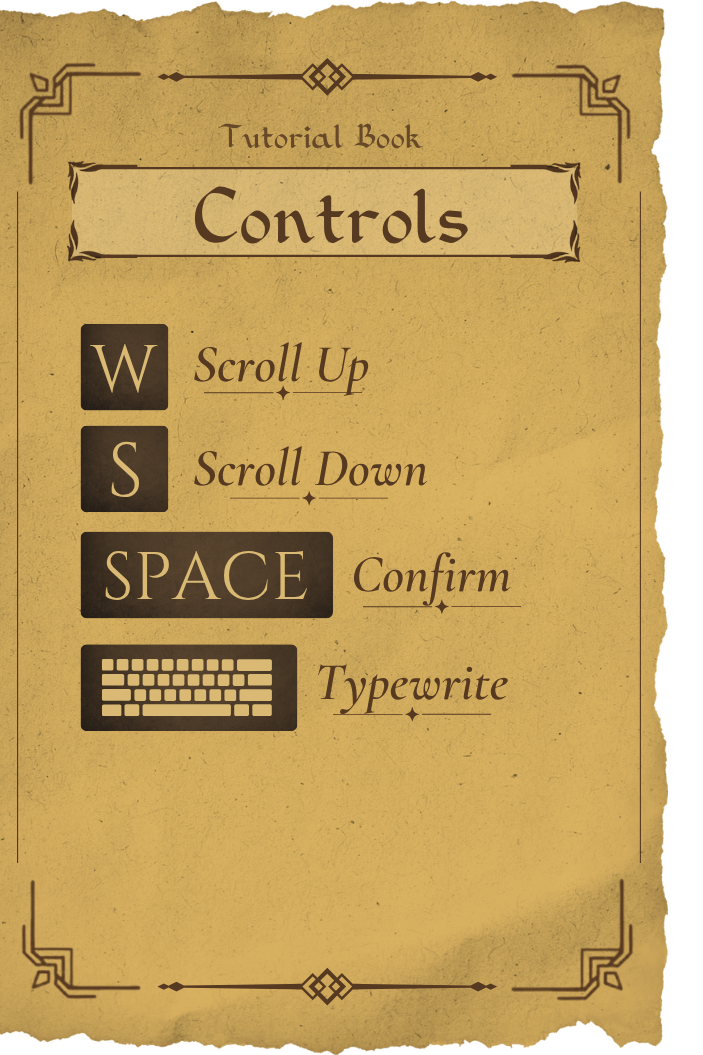 Tutorial Book
Controls
W Scroll Up
S Scroll Down
SPACE Confirm
Typewrite